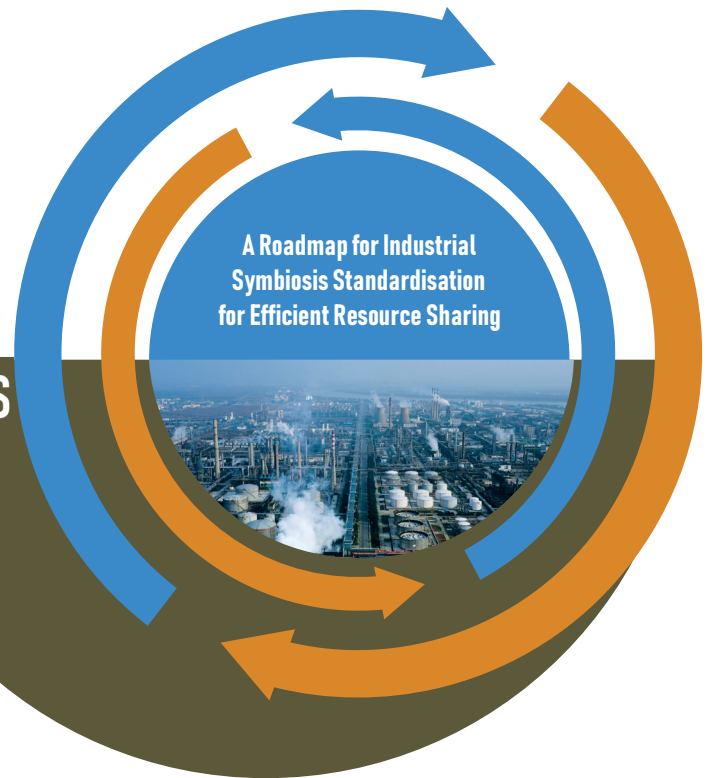 A Roadmap for Industrial
Symbiosis Standardisation
for Efficient Resource Sharing
S